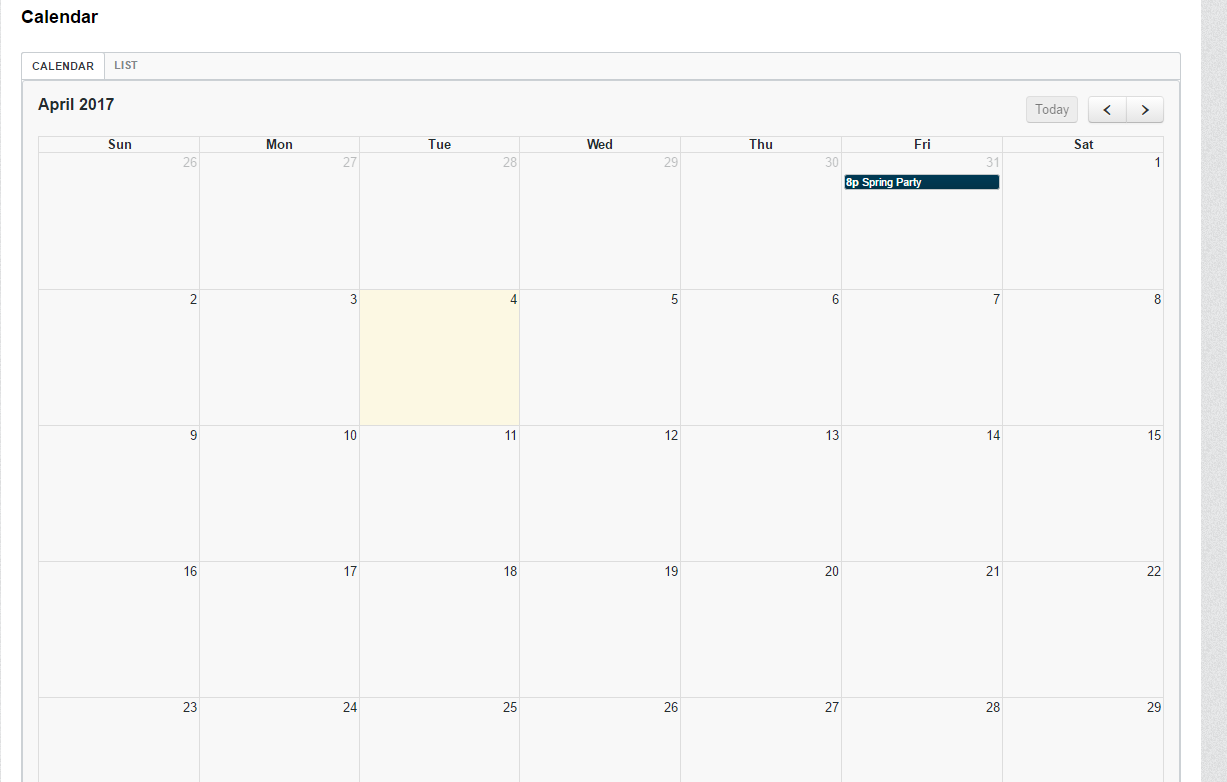 Calendar
CALENDAR LIST
April 2017 Today
Sun Mon Tue Wed Thu Fri Sat
26 27 28 29 30 31 1
8p Spring Party
2 3 4 5 6 7 8
9 10 11 12 13 14 15
16 17 18 19 20 21 22
23 24 25 26 27 28 29